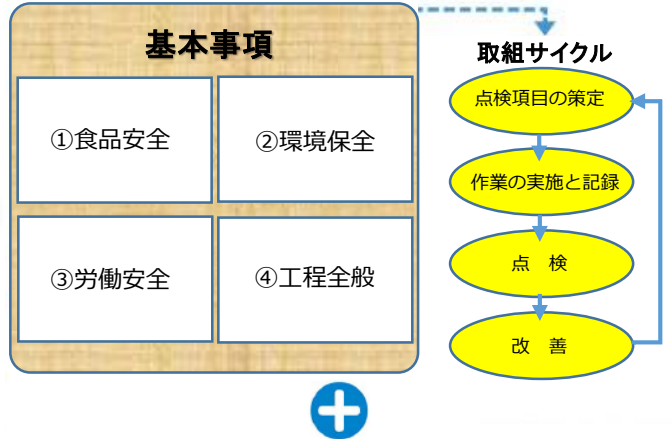 基本事項
①食品安全
②環境保全
③労働安全
④工程全般
取組サイクル
点検項目の策定
作業の実施と記録
点　検
改　善